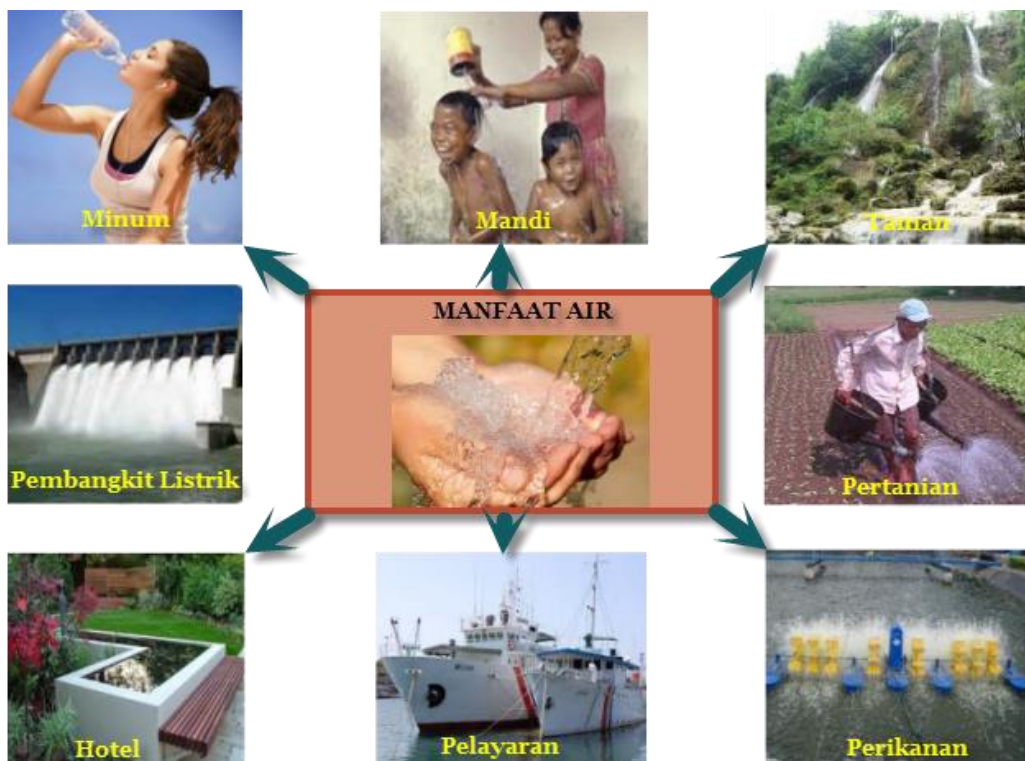 Minum
Mandi
Taman
MANFAAT AIR
Pembangkit Listrik
Pertanian
Hotel
Pelayaran
Perikanan